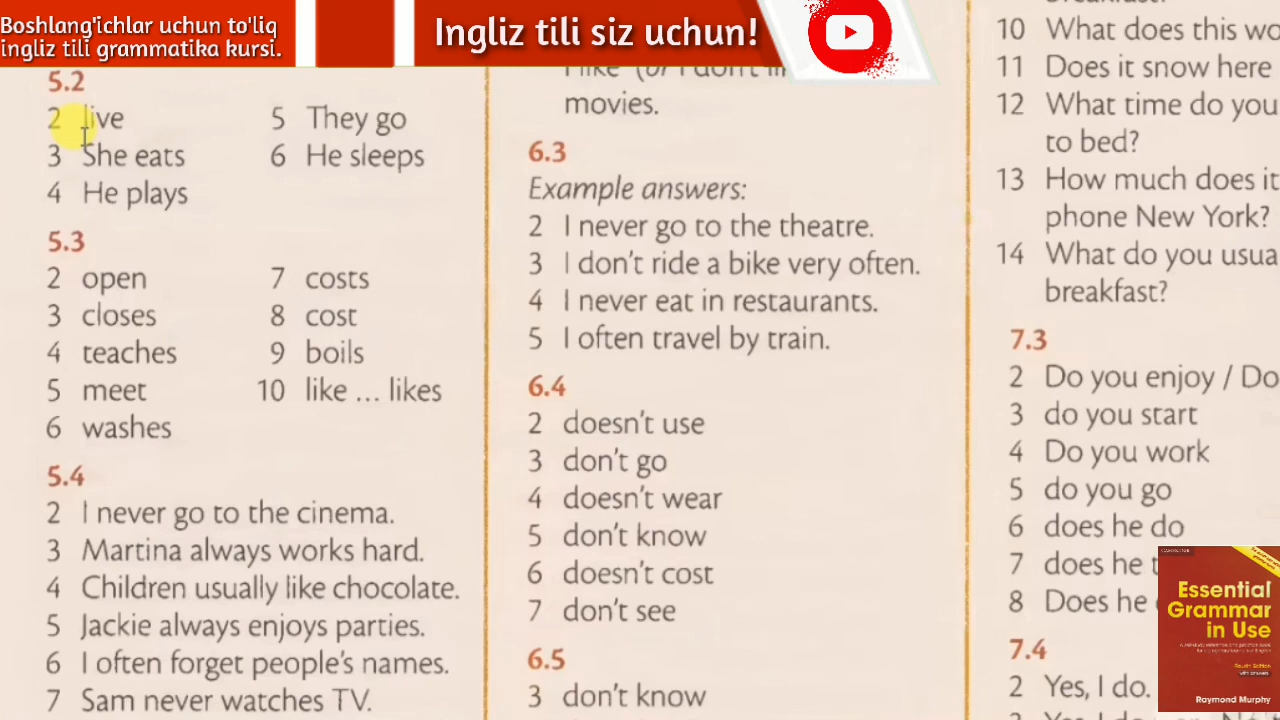 Boshlang'ichlar uchun to'liq
ingliz tili grammatika kursi.
Ingliz tili siz uchun!
5.2
2 live
3 She eats
4 He plays
5 They go
6 He sleeps
5.3
2 open
3 closes
4 teaches
5 meet
6 washes
7 costs
8 cost
9 boils
10 like ... likes
5.4
2 I never go to the cinema.
3 Martina always works hard.
4 Children usually like chocolate.
5 Jackie always enjoys parties.
6 I often forget people's names.
7 Sam never watches TV.
I like (or I don't
movies.
6.3
Example answers:
2 I never go to the theatre.
3 I don't ride a bike very often.
4 I never eat in restaurants.
5 I often travel by train.
6.4
2 doesn't use
3 don't go
4 doesn't wear
5 don't know
6 doesn't cost
7 don't see
6.5
3 don't know
breakfast?
10 What does this
11 Does it snow here
12 What time do you
to bed?
13 How much does it
phone New York?
14 What do you
breakfast?
7.3
2 Do you enjoy / Do
3 do you start
4 Do you work
5 do you go
6 does he do
7 does he
8 Does he
7.4
2 Yes, I do.
CAMBRIDGE
Essential
Grammar
in Use
Fourth Edition
with answers
Raymond Murphy